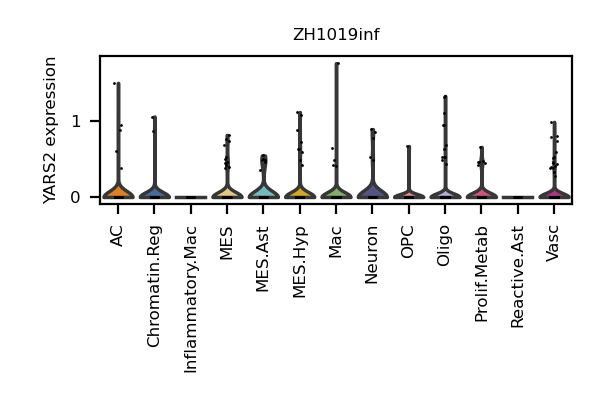 ZH1019inf
YARS2 expression
1
0
AC
Chromatin.Reg
Inflammatory.Mac
MES
MES.Ast
MES.Hyp
Mac
Neuron
OPC
Oligo
Prolif.Metab
Reactive.Ast
Vasc